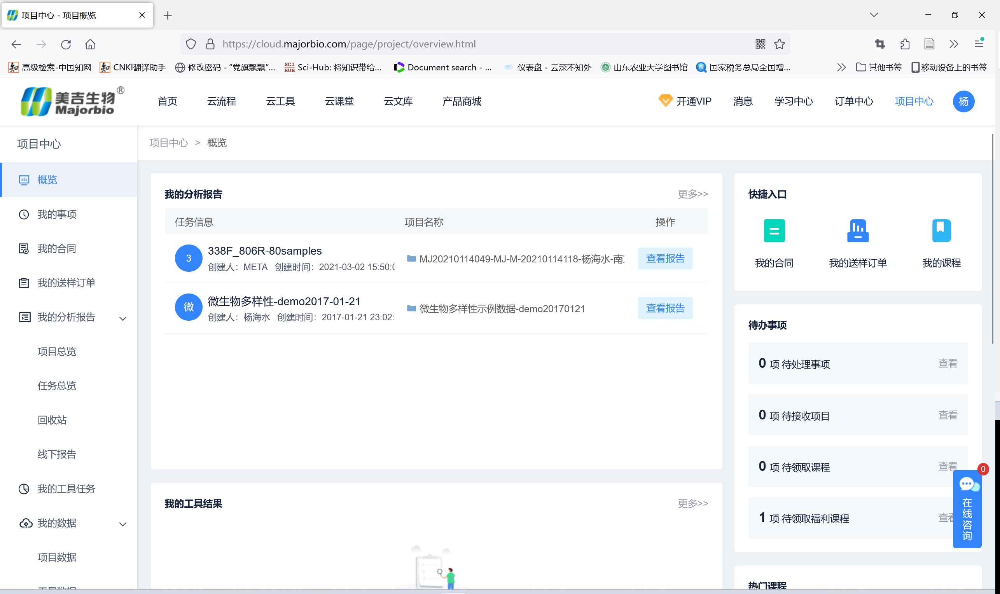 项目中心 - 项目概览
https://cloud.majorbio.com/page/project/overview.html
高级检索-中国知网 CNKI翻译助手 修改密码 - “党旗飘飘”... SCI HUB Sci-Hub: 将知识带给... Document search - ... 仪表盘 - 云深不知处 山东农业大学图书馆 国家税务总局全国增... 其他书签 移动设备上的书签
美吉生物® Majorbio 首页 云流程 云工具 云课堂 云文库 产品商城 开通VIP 消息 学习中心 订单中心 项目中心 杨
项目中心
概览
我的事项
我的合同
我的送样订单
我的分析报告
项目总览
任务总览
回收站
线下报告
我的工具任务
我的数据
项目数据
项目中心 > 概览
我的分析报告 更多>>
任务信息 项目名称 操作
3 338F_806R-80samples
创建人：META 创建时间：2021-03-02 15:50:0
MJ20210114049-MJ-M-20210114118-杨海水-南 查看报告
微 微生物多样性-demo2017-01-21
创建人：杨海水 创建时间：2017-01-21 23:02:
微生物多样性示例数据-demo20170121 查看报告
我的工具结果 更多>>
快捷入口
我的合同 我的送样订单 我的课程
待办事项
0 项 待处理事项 查看
0 项 待接收项目 查看
0 项 待领取课程 查看
1 项 待领取福利课程 查看
0
在线咨询
热门课程